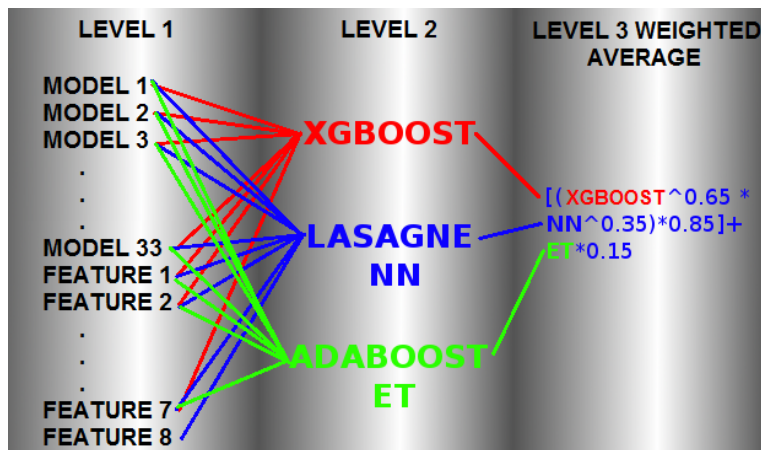 LEVEL 1
MODEL 1
MODEL 2
MODEL 3
.
.
.
MODEL 33
FEATURE 1
FEATURE 2
.
.
.
FEATURE 7
FEATURE 8
LEVEL 2
XGBOOST
LASAGNE
NN
ADABOOST
ET
LEVEL 3 WEIGHTED
AVERAGE
[(XGBOOST^0.65 *
NN^0.35)*0.85]+
ET*0.15